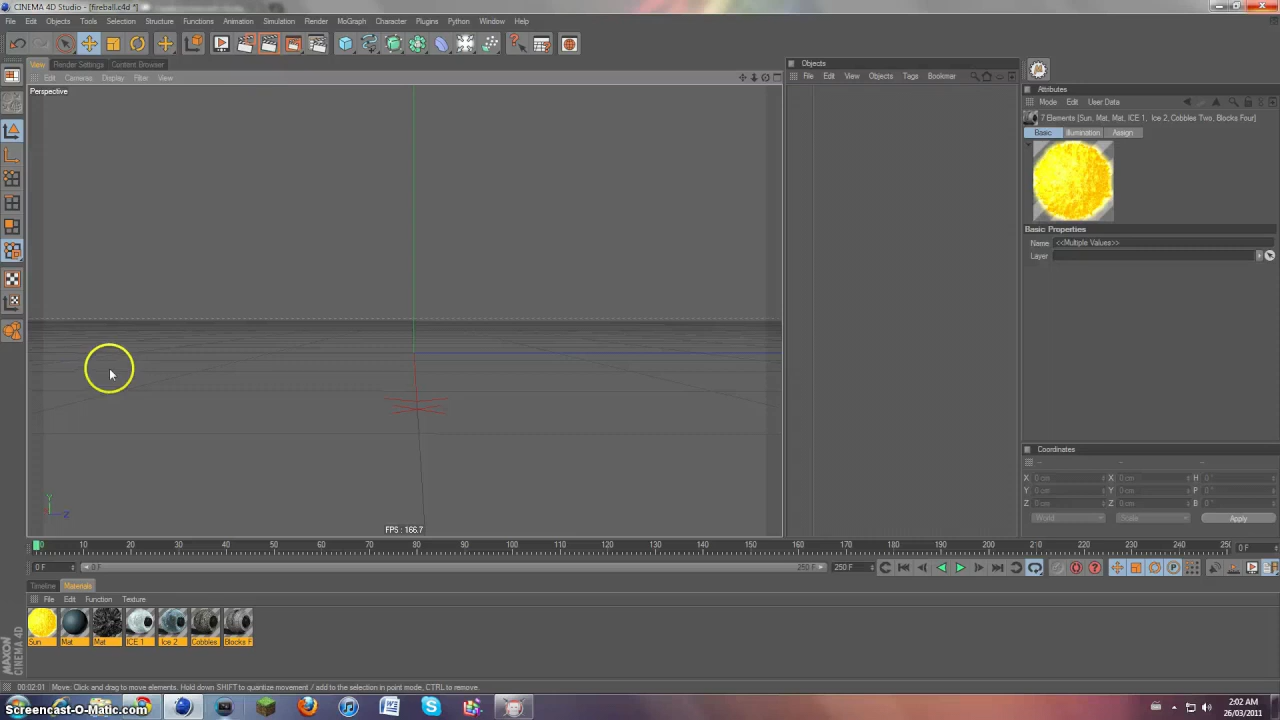 CINEMA 4D Studio - [fireball.c4d *]
File Edit Objects Tools Selection Structure Functions Animation Simulation Render MoGraph Character Plugins Python Window Help
View Render Settings Content Browser
Edit Cameras Display Filter View
Perspective
Objects
File Edit View Objects Tags Bookmar
Attributes
Mode Edit User Data
7 Elements [Sun, Mat, Mat, ICE 1, Ice 2, Cobbles Two, Blocks Four]
Basic Illumination Assign
Basic Properties
Name <<Multiple Values>>
Layer
Coordinates
-- -- --
X 0 cm X 0 cm H 0 °
Y 0 cm Y 0 cm P 0 °
Z 0 cm Z 0 cm B 0 °
World Scale Apply
Y
Z
FPS : 166.7
0 10 20 30 40 50 60 70 80 90 100 110 120 130 140 150 160 170 180 190 200 210 220 230 240 25(
0 F
0 F 0 F 250 F 250 F
Timeline Materials
File Edit Function Texture
Sun Mat Mat ICE 1 Ice 2 Cobbles Blocks F
MAXON CINEMA 4D
00:02:01 Move: Click and drag to move elements. Hold down SHIFT to quantize movement / add to the selection in point mode, CTRL to remove.
Screencast-O-Matic.com
2:02 AM
26/03/2011